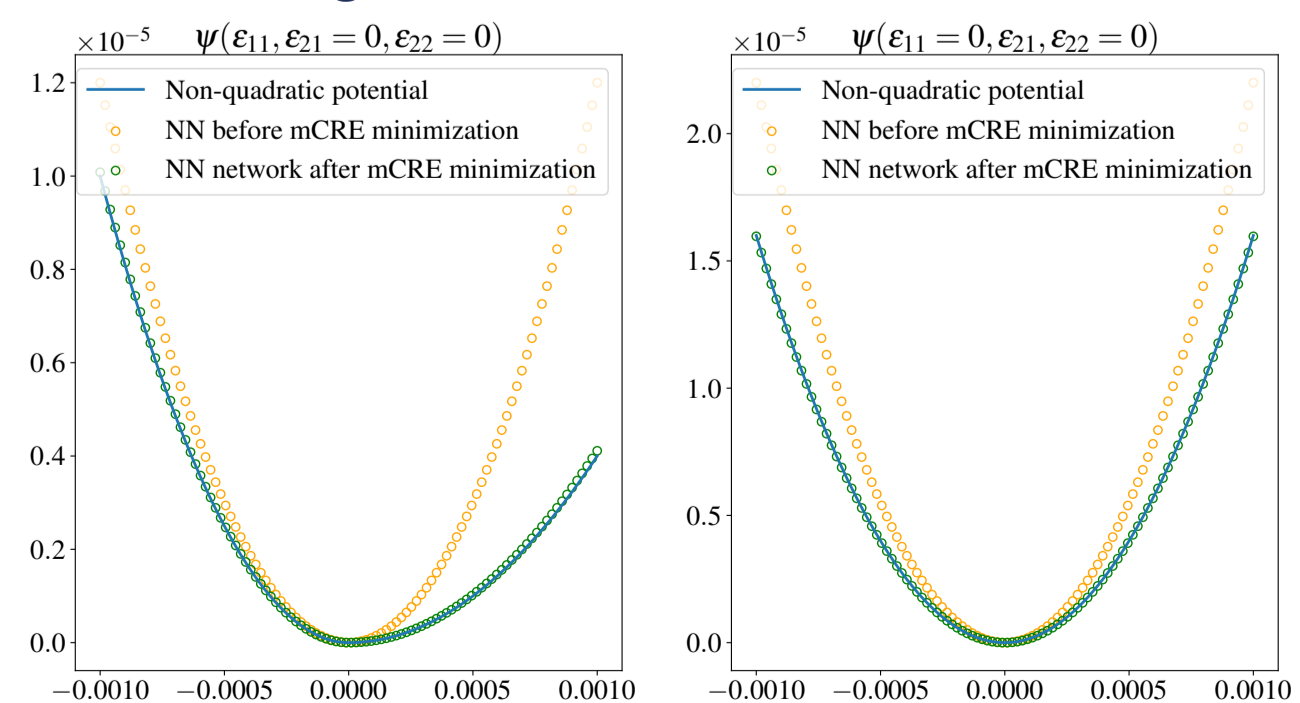 ×10⁻⁵ ψ(ε₁₁, ε₂₁ = 0, ε₂₂ = 0)
1.2
1.0
0.8
0.6
0.4
0.2
0.0
Non-quadratic potential
NN before mCRE minimization
NN network after mCRE minimization
−0.0010 −0.0005 0.0000 0.0005 0.0010
×10⁻⁵ ψ(ε₁₁ = 0, ε₂₁, ε₂₂ = 0)
2.0
1.5
1.0
0.5
0.0
Non-quadratic potential
NN before mCRE minimization
NN network after mCRE minimization
−0.0010 −0.0005 0.0000 0.0005 0.0010